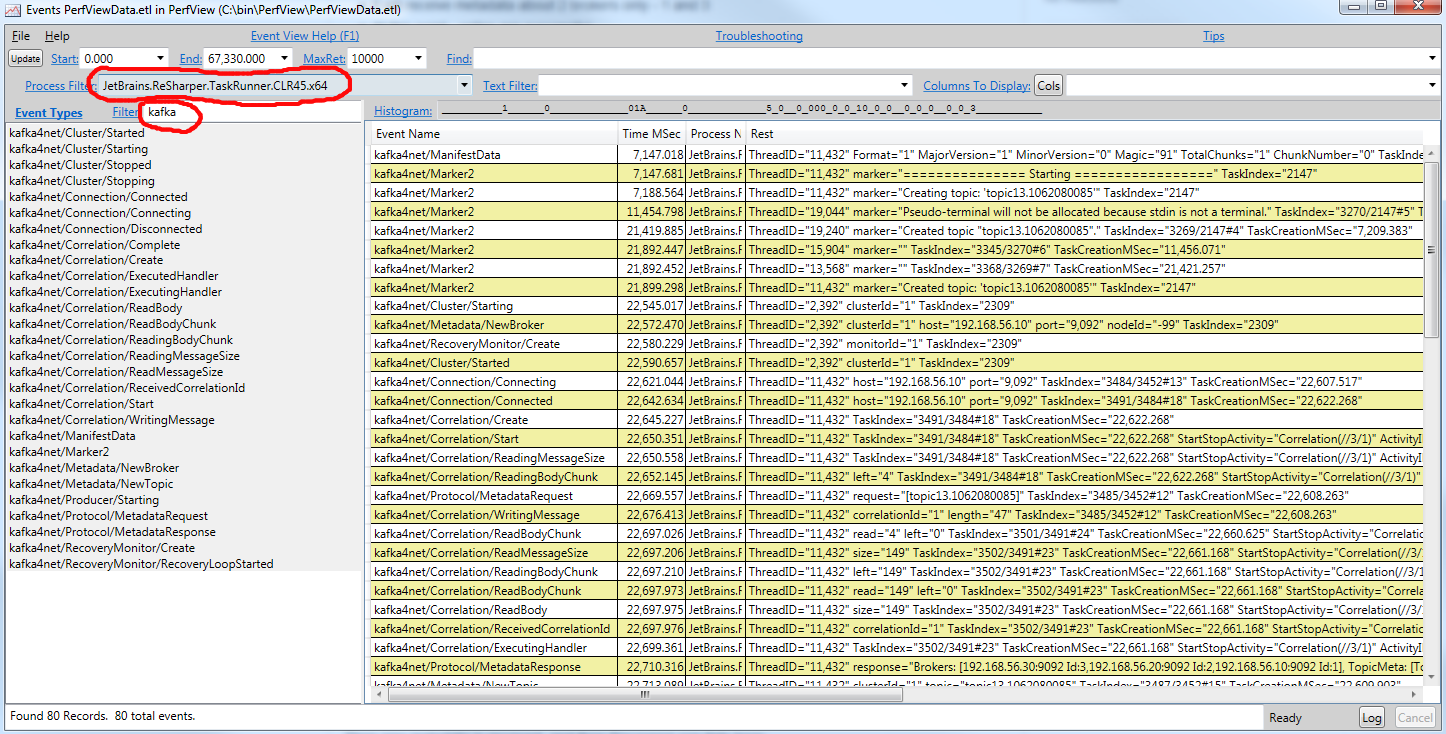 Events PerfViewData.etl in PerfView (C:\bin\PerfView\PerfViewData.etl)
File Help Event View Help (F1) Troubleshooting Tips
Update Start: 0.000 End: 67,330.000 MaxRet: 10000 Find:
Process Filter: JetBrains.ReSharper.TaskRunner.CLR45.x64 Text Filter: Columns To Display: Cols
Event Types Filter kafka
kafka4net/Cluster/Started
kafka4net/Cluster/Starting
kafka4net/Cluster/Stopped
kafka4net/Cluster/Stopping
kafka4net/Connection/Connected
kafka4net/Connection/Connecting
kafka4net/Connection/Disconnected
kafka4net/Correlation/Complete
kafka4net/Correlation/Create
kafka4net/Correlation/ExecutedHandler
kafka4net/Correlation/ExecutingHandler
kafka4net/Correlation/ReadBody
kafka4net/Correlation/ReadBodyChunk
kafka4net/Correlation/ReadingBodyChunk
kafka4net/Correlation/ReadingMessageSize
kafka4net/Correlation/ReadMessageSize
kafka4net/Correlation/ReceivedCorrelationId
kafka4net/Correlation/Start
kafka4net/Correlation/WritingMessage
kafka4net/ManifestData
kafka4net/Marker2
kafka4net/Metadata/NewBroker
kafka4net/Metadata/NewTopic
kafka4net/Producer/Starting
kafka4net/Protocol/MetadataRequest
kafka4net/Protocol/MetadataResponse
kafka4net/RecoveryMonitor/Create
kafka4net/RecoveryMonitor/RecoveryLoopStarted
Histogram: _________1_____0___________01A_____0___________5_0__0_000_0_0_10_0_0__0_0_0__0_0_3___________
Event Name Time MSec Process N Rest
kafka4net/ManifestData 7,147.018 JetBrains.F ThreadID="11,432" Format="1" MajorVersion="1" MinorVersion="0" Magic="91" TotalChunks="1" ChunkNumber="0" TaskInde
kafka4net/Marker2 7,147.681 JetBrains.F ThreadID="11,432" marker="=============== Starting =================" TaskIndex="2147"
kafka4net/Marker2 7,188.564 JetBrains.F ThreadID="11,432" marker="Creating topic: 'topic13.1062080085'" TaskIndex="2147"
kafka4net/Marker2 11,454.798 JetBrains.F ThreadID="19,044" marker="Pseudo-terminal will not be allocated because stdin is not a terminal." TaskIndex="3270/2147#5" T
kafka4net/Marker2 21,419.885 JetBrains.F ThreadID="19,240" marker="Created topic "topic13.1062080085"." TaskIndex="3269/2147#4" TaskCreationMSec="7,209.383"
kafka4net/Marker2 21,892.447 JetBrains.F ThreadID="15,904" marker="" TaskIndex="3345/3270#6" TaskCreationMSec="11,456.071"
kafka4net/Marker2 21,892.452 JetBrains.F ThreadID="13,568" marker="" TaskIndex="3368/3269#7" TaskCreationMSec="21,421.257"
kafka4net/Marker2 21,899.298 JetBrains.F ThreadID="11,432" marker="Created topic: 'topic13.1062080085'" TaskIndex="2147"
kafka4net/Cluster/Starting 22,545.017 JetBrains.F ThreadID="2,392" clusterId="1" TaskIndex="2309"
kafka4net/Metadata/NewBroker 22,572.470 JetBrains.F ThreadID="2,392" clusterId="1" host="192.168.56.10" port="9,092" nodeId="-99" TaskIndex="2309"
kafka4net/RecoveryMonitor/Create 22,580.229 JetBrains.F ThreadID="2,392" monitorId="1" TaskIndex="2309"
kafka4net/Cluster/Started 22,590.657 JetBrains.F ThreadID="2,392" clusterId="1" TaskIndex="2309"
kafka4net/Connection/Connecting 22,621.044 JetBrains.F ThreadID="11,432" host="192.168.56.10" port="9,092" TaskIndex="3484/3452#13" TaskCreationMSec="22,607.517"
kafka4net/Connection/Connected 22,642.634 JetBrains.F ThreadID="11,432" host="192.168.56.10" port="9,092" TaskIndex="3491/3484#18" TaskCreationMSec="22,622.268"
kafka4net/Correlation/Create 22,645.227 JetBrains.F ThreadID="11,432" TaskIndex="3491/3484#18" TaskCreationMSec="22,622.268"
kafka4net/Correlation/Start 22,650.351 JetBrains.F ThreadID="11,432" TaskIndex="3491/3484#18" TaskCreationMSec="22,622.268" StartStopActivity="Correlation(//3/1)" ActivityI
kafka4net/Correlation/ReadingMessageSize 22,650.558 JetBrains.F ThreadID="11,432" TaskIndex="3491/3484#18" TaskCreationMSec="22,622.268" StartStopActivity="Correlation(//3/1)"
kafka4net/Correlation/ReadingBodyChunk 22,652.145 JetBrains.F ThreadID="11,432" left="4" TaskIndex="3491/3484#18" TaskCreationMSec="22,622.268" StartStopActivity="Correlation(//3/1)"
kafka4net/Protocol/MetadataRequest 22,669.557 JetBrains.F ThreadID="11,432" request="[topic13.1062080085]" TaskIndex="3485/3452#12" TaskCreationMSec="22,608.263"
kafka4net/Correlation/WritingMessage 22,676.413 JetBrains.F ThreadID="11,432" correlationId="1" length="47" TaskIndex="3485/3452#12" TaskCreationMSec="22,608.263"
kafka4net/Correlation/ReadBodyChunk 22,697.026 JetBrains.F ThreadID="11,432" read="4" left="0" TaskIndex="3501/3491#24" TaskCreationMSec="22,660.625" StartStopActivity="Correlatio
kafka4net/Correlation/ReadMessageSize 22,697.206 JetBrains.F ThreadID="11,432" size="149" TaskIndex="3502/3491#23" TaskCreationMSec="22,661.168" StartStopActivity="Correlation(//3/
kafka4net/Correlation/ReadingBodyChunk 22,697.210 JetBrains.F ThreadID="11,432" left="149" TaskIndex="3502/3491#23" TaskCreationMSec="22,661.168" StartStopActivity="Correlation(//3/1
kafka4net/Correlation/ReadBodyChunk 22,697.973 JetBrains.F ThreadID="11,432" read="149" left="0" TaskIndex="3502/3491#23" TaskCreationMSec="22,661.168" StartStopActivity="Correlat
kafka4net/Correlation/ReadBody 22,697.975 JetBrains.F ThreadID="11,432" size="149" TaskIndex="3502/3491#23" TaskCreationMSec="22,661.168" StartStopActivity="Correlation(//3/
kafka4net/Correlation/ReceivedCorrelationId 22,697.976 JetBrains.F ThreadID="11,432" correlationId="1" TaskIndex="3502/3491#23" TaskCreationMSec="22,661.168" StartStopActivity="Correlatio
kafka4net/Correlation/ExecutingHandler 22,699.361 JetBrains.F ThreadID="11,432" TaskIndex="3502/3491#23" TaskCreationMSec="22,661.168" StartStopActivity="Correlation(//3/1)"
kafka4net/Protocol/MetadataResponse 22,710.316 JetBrains.F ThreadID="11,432" response="Brokers: [192.168.56.30:9092 Id:3,192.168.56.20:9092 Id:2,192.168.56.10:9092 Id:1], TopicMeta: [To
kafka4net/Metadata/NewTopic 22,713.089 JetBrains.F ThreadID="11,432" clusterId="1" topic="topic13.1062080085" TaskIndex="3487/3452#15" TaskCreationMSec="22,609.903"
Found 80 Records. 80 total events. Ready Log Cancel